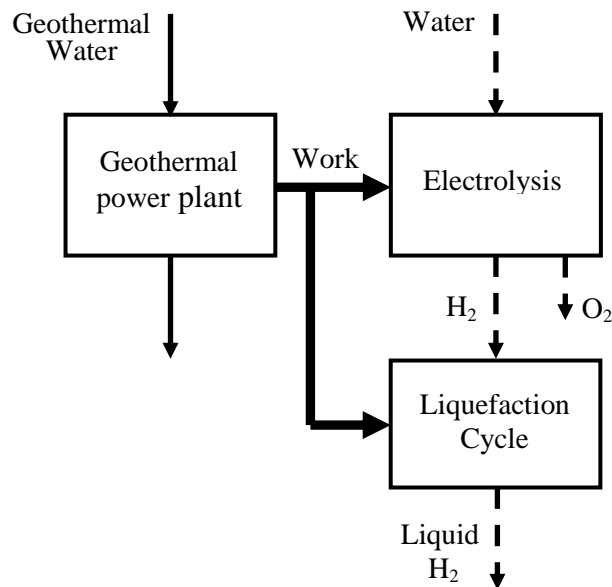 Geothermal
Water
Water
Geothermal
power plant
Work
Electrolysis
H₂
O₂
Liquefaction
Cycle
Liquid
H₂